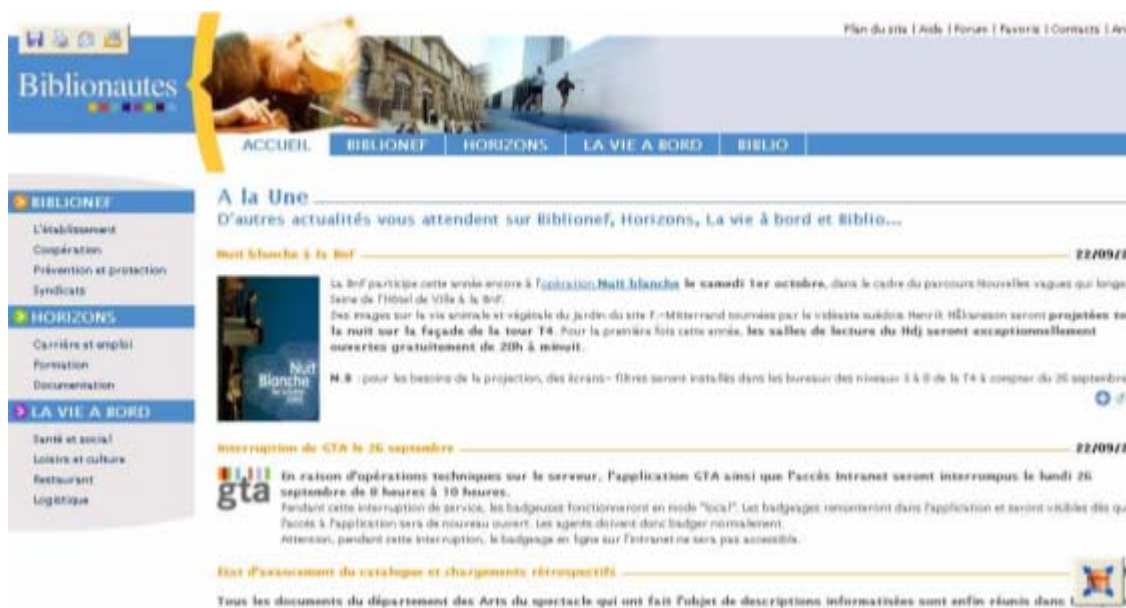 Plan du site | Aide | Forum | Favoris | Contacts |
Biblionautes
ACCUEIL
BIBLIONEF
HORIZONS
LA VIE A BORD
BIBLIO
BIBLIONEF
L'établissement
Coopération
Prévention et protection
Syndicats
HORIZONS
Carrière et emploi
Formation
Documentation
LA VIE A BORD
Santé et social
Loisirs et culture
Restaurant
Logistique
A la Une
D'autres actualités vous attendent sur Biblionef, Horizons, La vie à bord et Biblio...
Nuit blanche à la BnF
22/09/2
Nuit
Blanche
La BnF participe cette année encore à l'opération Nuit blanche le samedi 1er octobre, dans le cadre du parcours Nouvelles vagues qui longe
Seine de l'Hôtel de Ville à la BnF.
Des images sur la vie animale et végétale du jardin du site F.-Mitterrand tournées par le vidéaste suédois Henrik seront projetées to
la nuit sur la façade de la tour T4. Pour la première fois cette année, les salles de lecture du Hdj seront exceptionnellement
ouvertes gratuitement de 20h à minuit.
N.B : pour les besoins de la projection, des écrans- filtres seront installés dans les bureaux des niveaux 3 à 8 de la T4 à compter du 26 septembre
Interruption de GTA le 26 septembre
22/09/2
gta
En raison d'opérations techniques sur le serveur, l'application GTA ainsi que l'accès Intranet seront interrompus le lundi 26
septembre de 8 heures à 10 heures.
Pendant cette interruption de service, les badgeuses fonctionneront en mode "local". Les badgeages remonteront dans l'application et seront visibles dès qu
l'accès à l'application sera de nouveau ouvert. Les agents doivent donc badger normalement.
Attention, pendant cette interruption, le badgeage en ligne sur l'intranet ne sera pas accessible.
Etat d'avancement du catalogue et chargements rétrospectifs
Tous les documents du département des Arts du spectacle qui ont fait l'objet de descriptions informatisées sont enfin réunis dans